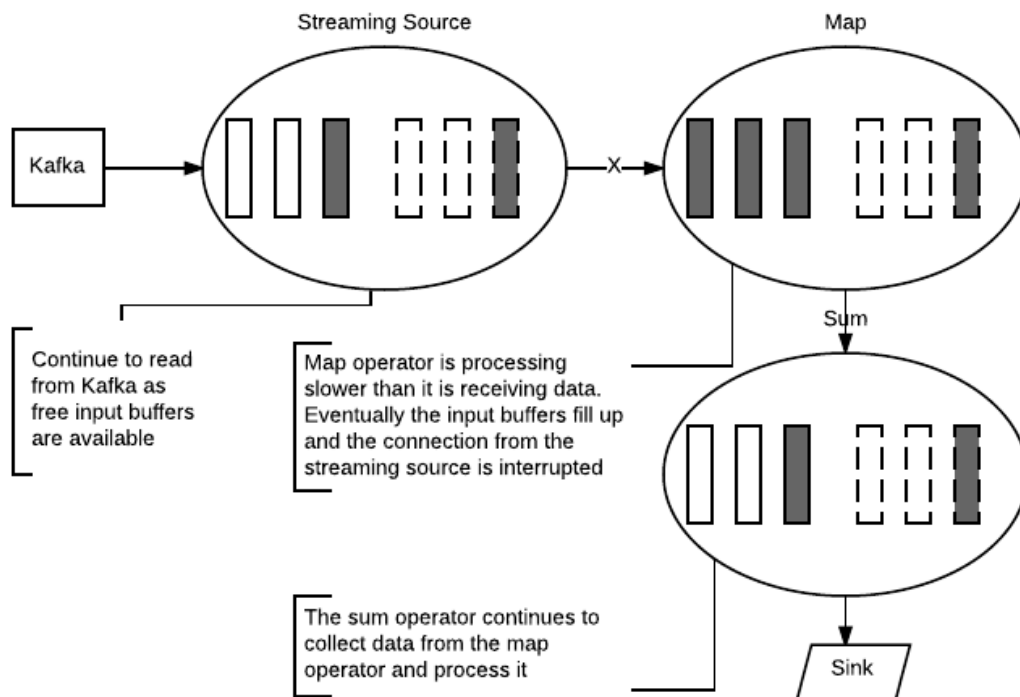 Streaming Source
Map
Kafka
X
Sum
Continue to read
from Kafka as
free input buffers
are available
Map operator is processing
slower than it is receiving data.
Eventually the input buffers fill up
and the connection from the
streaming source is interrupted
The sum operator continues to
collect data from the map
operator and process it
Sink